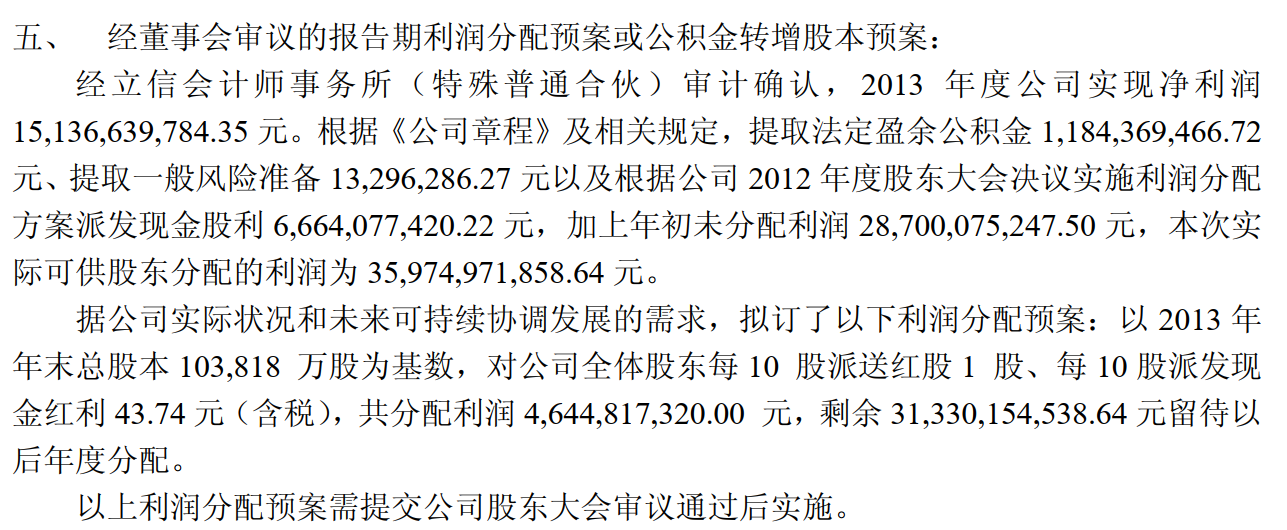 五、 经董事会审议的报告期利润分配预案或公积金转增股本预案：
经立信会计师事务所（特殊普通合伙）审计确认，2013 年度公司实现净利润
15,136,639,784.35 元。根据《公司章程》及相关规定，提取法定盈余公积金 1,184,369,466.72
元、提取一般风险准备 13,296,286.27 元以及根据公司 2012 年度股东大会决议实施利润分配
方案派发现金股利 6,664,077,420.22 元，加上年初未分配利润 28,700,075,247.50 元，本次实
际可供股东分配的利润为 35,974,971,858.64 元。
据公司实际状况和未来可持续协调发展的需求，拟订了以下利润分配预案：以 2013 年
年末总股本 103,818 万股为基数，对公司全体股东每 10 股派送红股 1 股、每 10 股派发现
金红利 43.74 元（含税），共分配利润 4,644,817,320.00 元，剩余 31,330,154,538.64 元留待以
后年度分配。
以上利润分配预案需提交公司股东大会审议通过后实施。